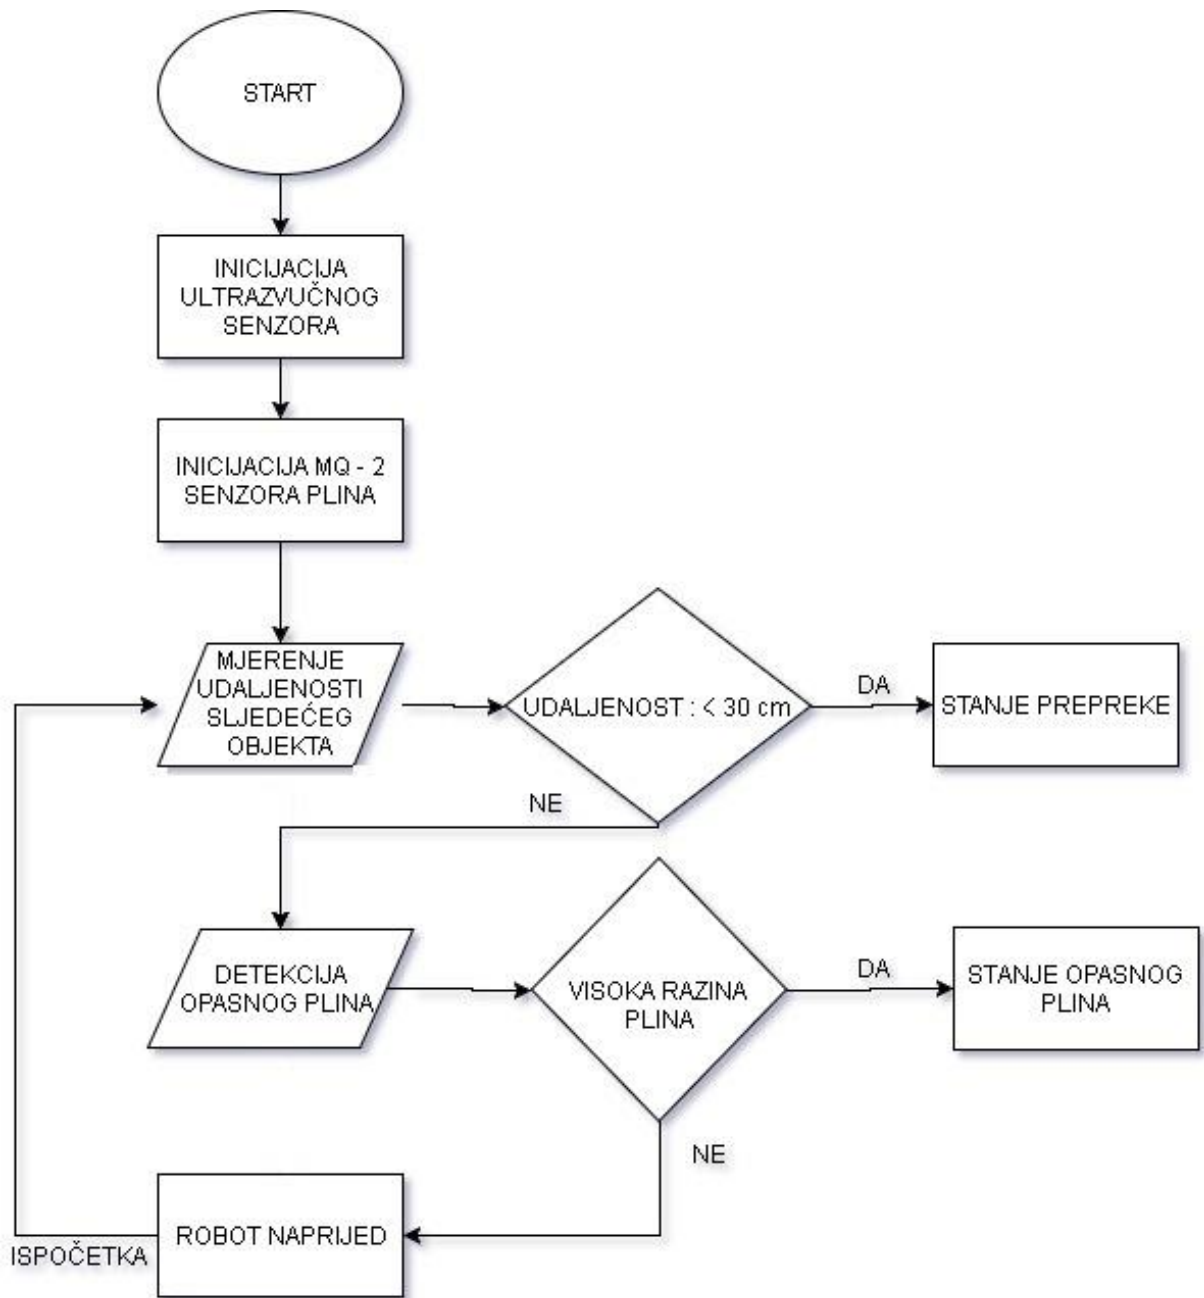 START
INICIJACIJA
ULTRAZVUČNOG
SENZORA
INICIJACIJA MQ - 2
SENZORA PLINA
MJERENJE
UDALJENOSTI
SLJEDEĆEG
OBJEKTA
UDALJENOST : < 30 cm
DA
STANJE PREPREKE
NE
DETEKCIJA
OPASNOG PLINA
VISOKA RAZINA
PLINA
DA
STANJE OPASNOG
PLINA
NE
ROBOT NAPRIJED
ISPOČETKA